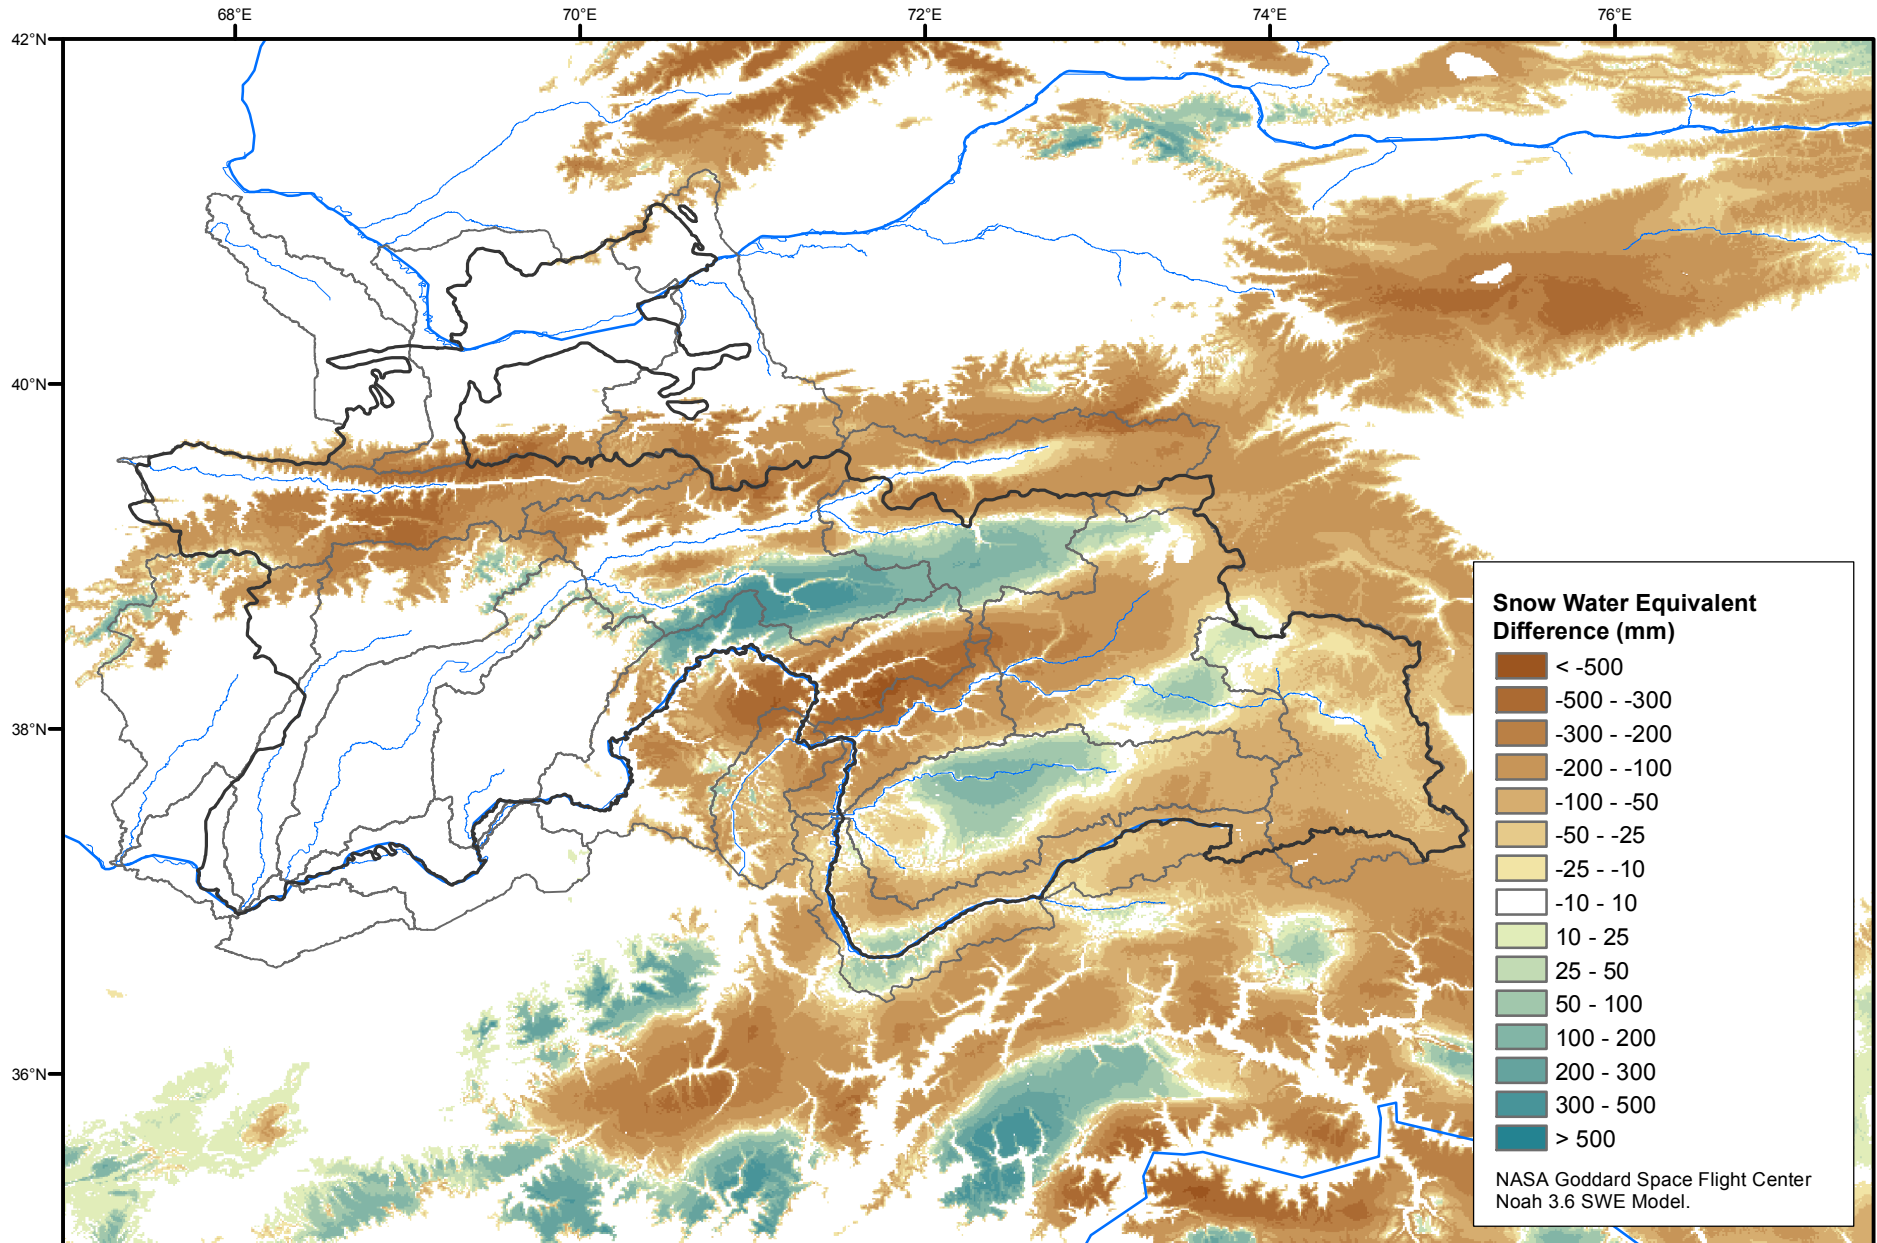 68°E 70°E 72°E 74°E 76°E
42°N
40°N
38°N
36°N
Snow Water Equivalent
Difference (mm)
< -500
-500 - -300
-300 - -200
-200 - -100
-100 - -50
-50 - -25
-25 - -10
-10 - 10
10 - 25
25 - 50
50 - 100
100 - 200
200 - 300
300 - 500
> 500
NASA Goddard Space Flight Center
Noah 3.6 SWE Model.